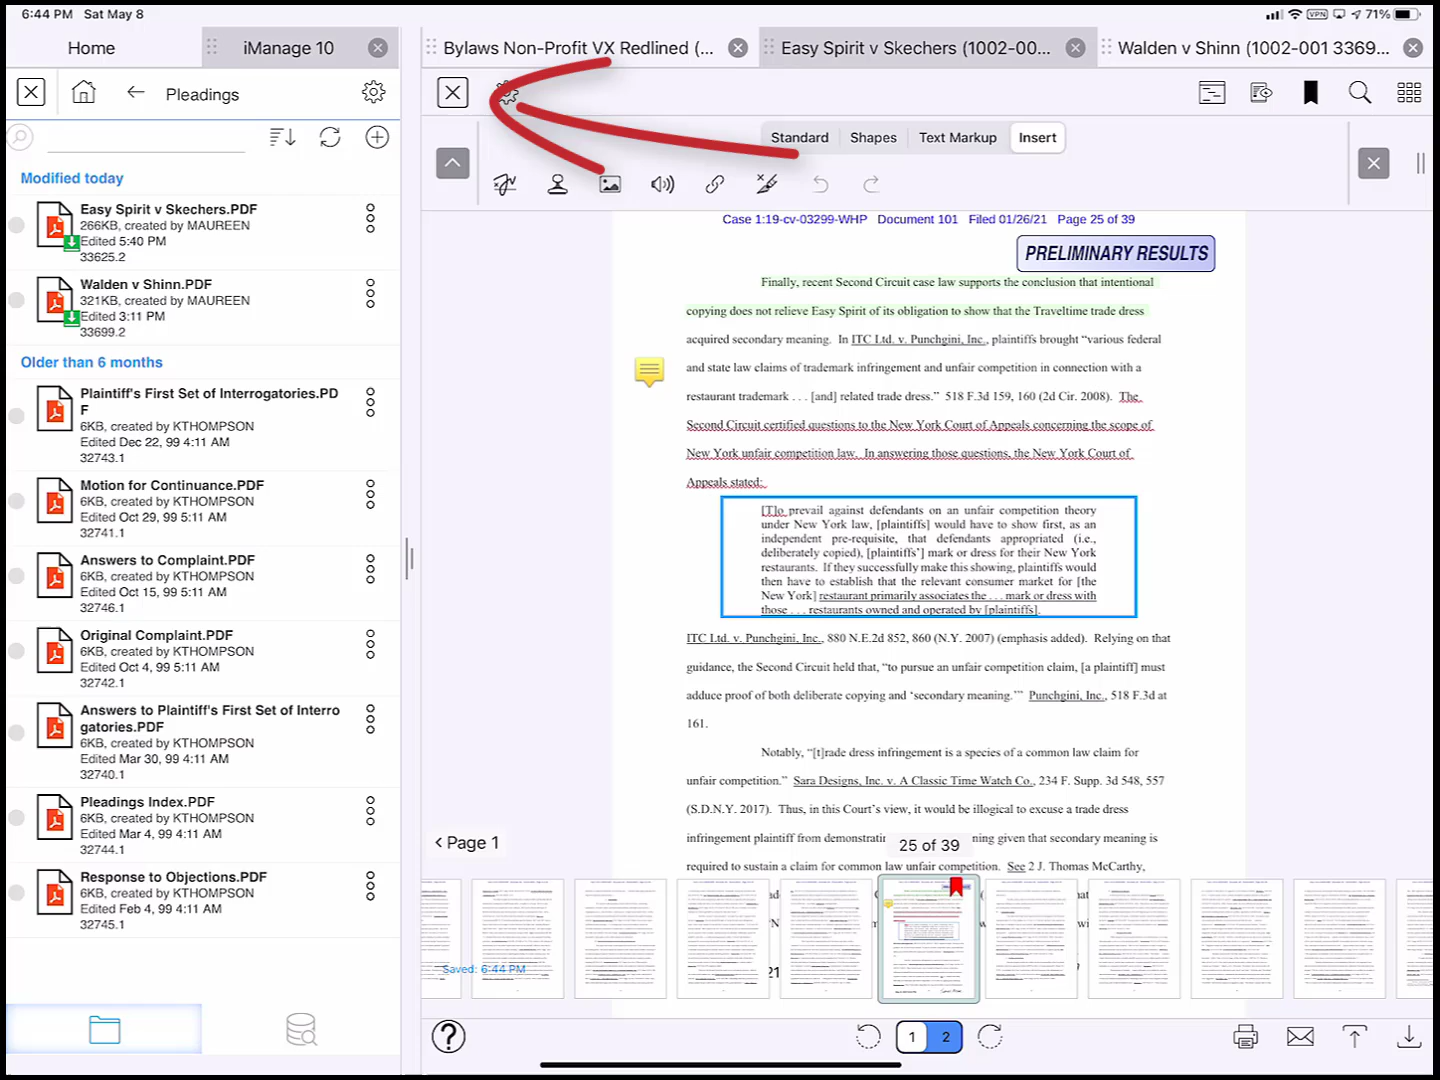 6:44 PM Sat May 8
VPN 71%
Home
iManage 10
Bylaws Non-Profit VX Redlined (...
Easy Spirit v Skechers (1002-00...
Walden v Shinn (1002-001 3369...
Pleadings
Standard Shapes Text Markup Insert
Modified today
Easy Spirit v Skechers.PDF
266KB, created by MAUREEN
Edited 5:40 PM
33625.2
Walden v Shinn.PDF
321KB, created by MAUREEN
Edited 3:11 PM
33699.2
Older than 6 months
Plaintiff's First Set of Interrogatories.PD
F
6KB, created by KTHOMPSON
Edited Dec 22, 99 4:11 AM
32743.1
Motion for Continuance.PDF
6KB, created by KTHOMPSON
Edited Oct 29, 99 5:11 AM
32741.1
Answers to Complaint.PDF
6KB, created by KTHOMPSON
Edited Oct 15, 99 5:11 AM
32746.1
Original Complaint.PDF
6KB, created by KTHOMPSON
Edited Oct 4, 99 5:11 AM
32742.1
Answers to Plaintiff's First Set of Interro
gatories.PDF
6KB, created by KTHOMPSON
Edited Mar 30, 99 4:11 AM
32740.1
Pleadings Index.PDF
6KB, created by KTHOMPSON
Edited Mar 4, 99 4:11 AM
32744.1
Response to Objections.PDF
6KB, created by KTHOMPSON
Edited Feb 4, 99 4:11 AM
32745.1
Case 1:19-cv-03299-WHP Document 101 Filed 01/26/21 Page 25 of 39
PRELIMINARY RESULTS
Finally, recent Second Circuit case law supports the conclusion that intentional
copying does not relieve Easy Spirit of its obligation to show that the Traveltime trade dress
acquired secondary meaning. In ITC Ltd. v. Punchgini, Inc., plaintiffs brought “various federal
and state law claims of trademark infringement and unfair competition in connection with a
restaurant trademark . . . [and] related trade dress.” 518 F.3d 159, 160 (2d Cir. 2008). The
Second Circuit certified questions to the New York Court of Appeals concerning the scope of
New York unfair competition law. In answering those questions, the New York Court of
Appeals stated:
[T]o prevail against defendants on an unfair competition theory
under New York law, [plaintiffs] would have to show first, as an
independent pre-requisite, that defendants appropriated (i.e.,
deliberately copied), [plaintiffs’] mark or dress for their New York
restaurants. If they successfully make this showing, plaintiffs would
then have to establish that the relevant consumer market for [the
New York] restaurant primarily associates the . . . mark or dress with
those . . . restaurants owned and operated by [plaintiffs].
ITC Ltd. v. Punchgini, Inc., 880 N.E.2d 852, 860 (N.Y. 2007) (emphasis added). Relying on that
guidance, the Second Circuit held that, “to pursue an unfair competition claim, [a plaintiff] must
adduce proof of both deliberate copying and ‘secondary meaning.’” Punchgini, Inc., 518 F.3d at
161.
Notably, “[t]rade dress infringement is a species of a common law claim for
unfair competition.” Sara Designs, Inc. v. A Classic Time Watch Co., 234 F. Supp. 3d 548, 557
(S.D.N.Y. 2017). Thus, in this Court’s view, it would be illogical to excuse a trade dress
infringement plaintiff from demonstrati ning given that secondary meaning is
required to sustain a claim for common law unfair competition. See 2 J. Thomas McCarthy,
Page 1
25 of 39
Saved: 6:44 PM
1 2